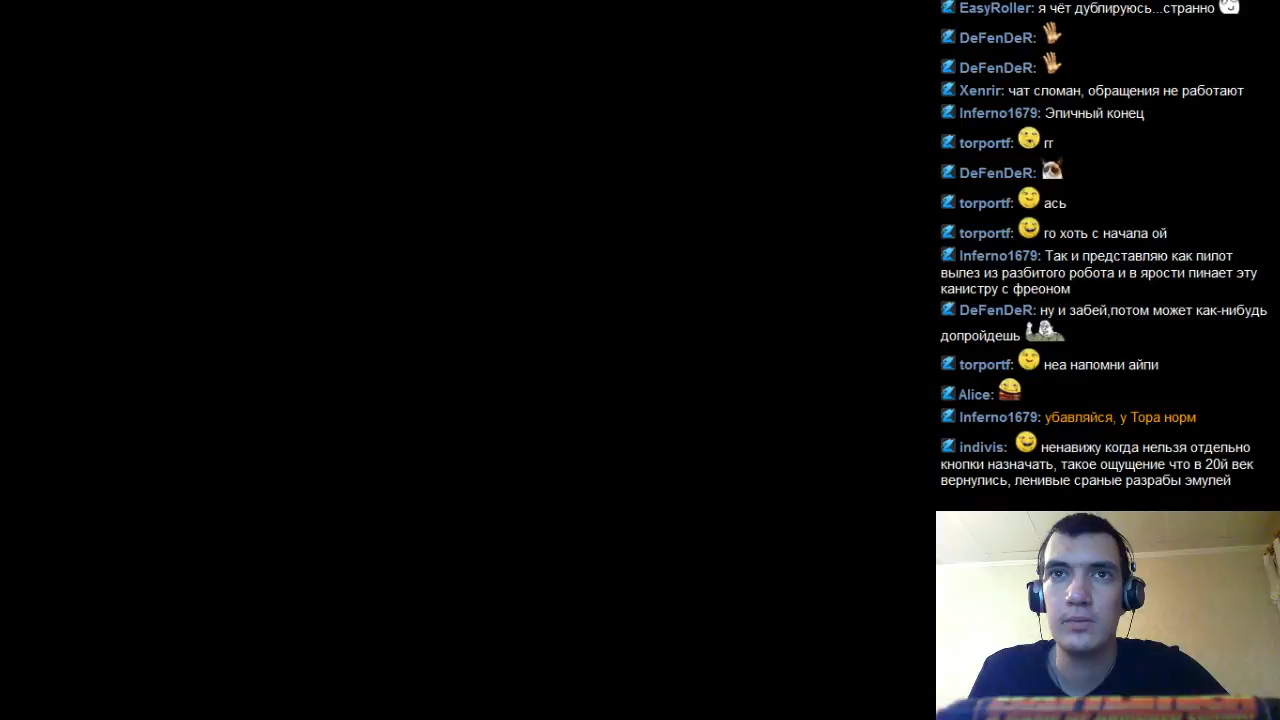 EasyRoller: я чёт дублируюсь...странно
DeFenDeR:
DeFenDeR:
Xenrir: чат сломан, обращения не работают
Inferno1679: Эпичный конец
torportf: гг
DeFenDeR:
torportf: ась
torportf: го хоть с начала ой
Inferno1679: Так и представляю как пилот
вылез из разбитого робота и в ярости пинает эту
канистру с фреоном
DeFenDeR: ну и забей,потом может как-нибудь
допройдешь
torportf: неа напомни айпи
Alice:
Inferno1679: убавляйся, у Тора норм
indivis: ненавижу когда нельзя отдельно
кнопки назначать, такое ощущение что в 20й век
вернулись, ленивые сраные разрабы эмулей